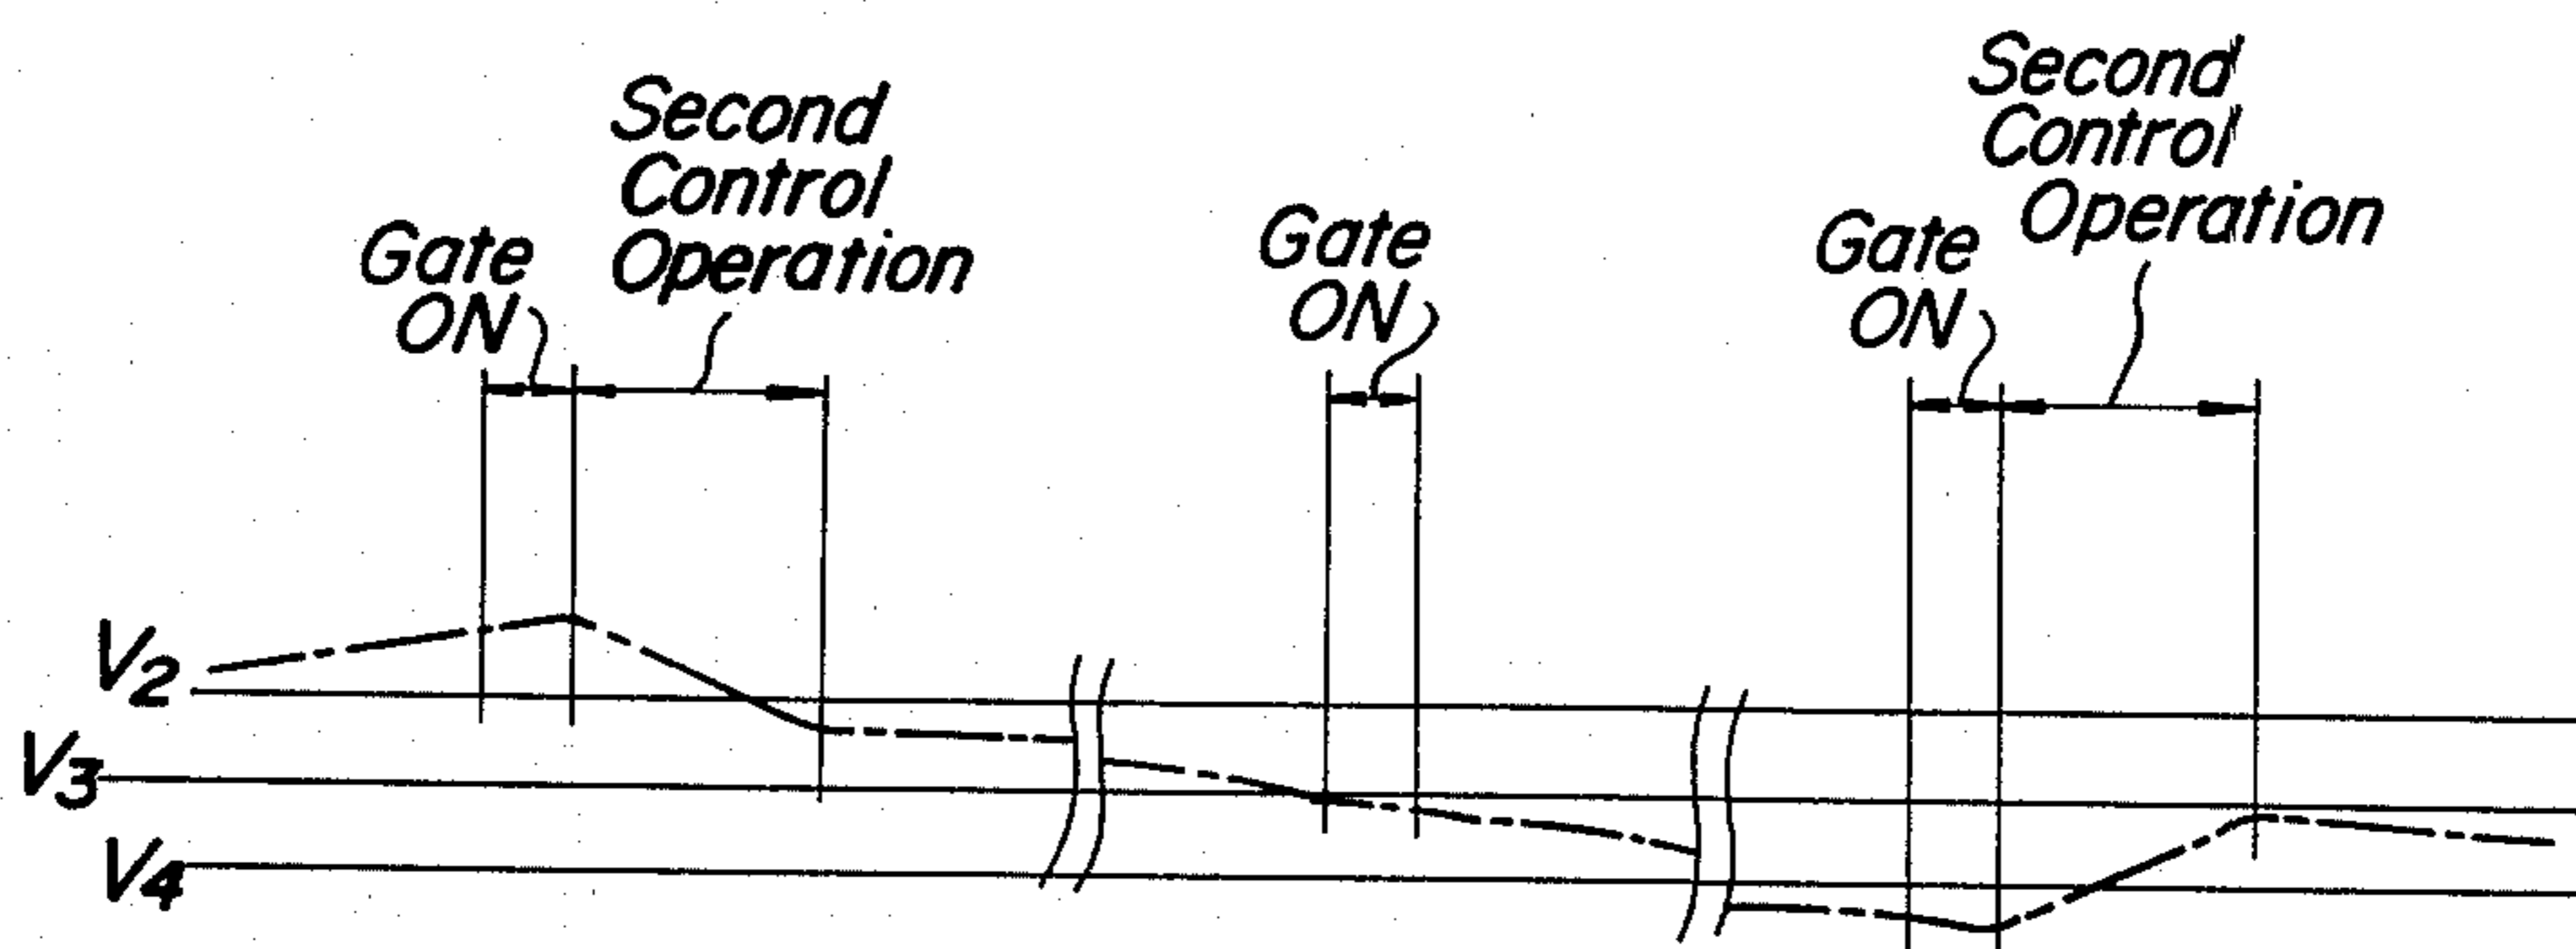 Second
Control
Operation
Gate
ON
Gate
ON
Second
Control
Operation
Gate
ON
V2
V3
V4